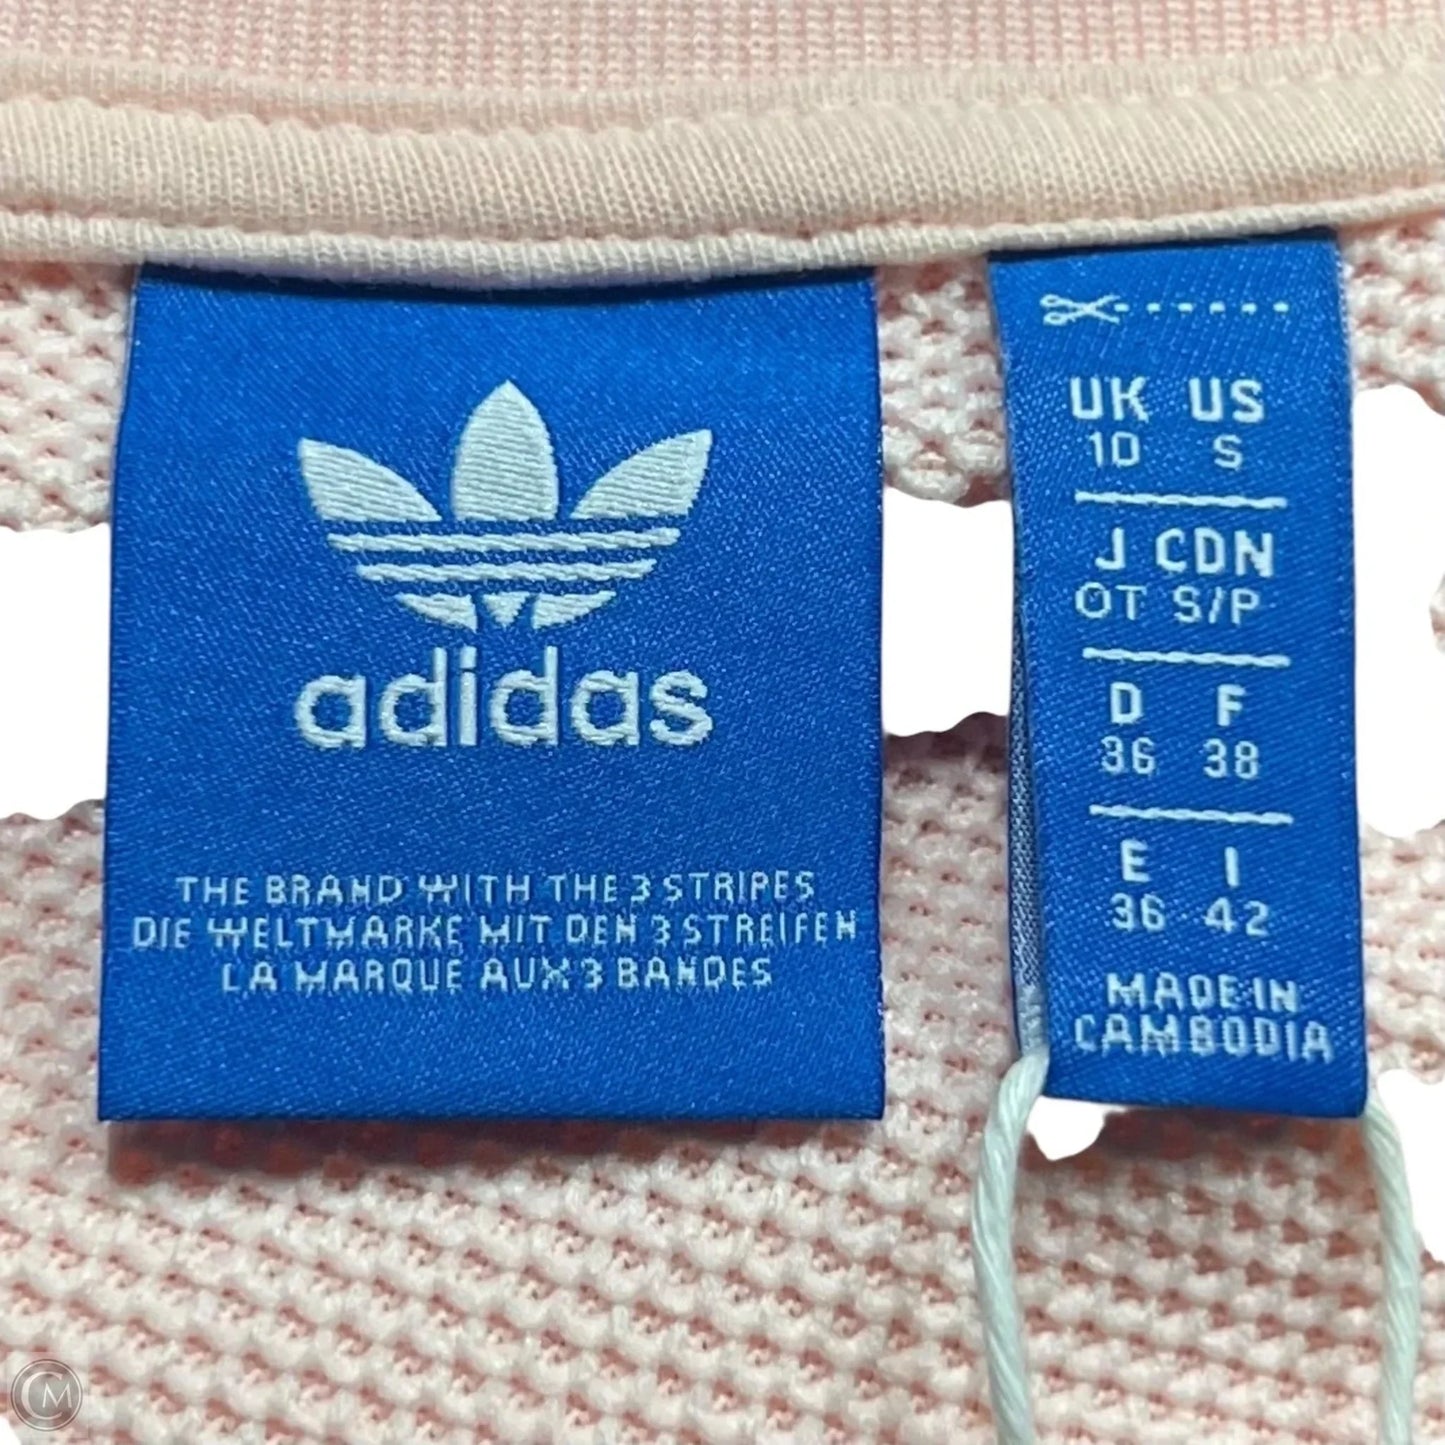 adidas
THE BRAND WITH THE 3 STRIPES
DIE WELTMARKE MIT DEN 3 STREIFEN
LA MARQUE AUX 3 BANDES
UK US
10 S
J CDN
OT S/P
D F
36 38
E I
36 42
MADE IN
CAMBODIA
CM